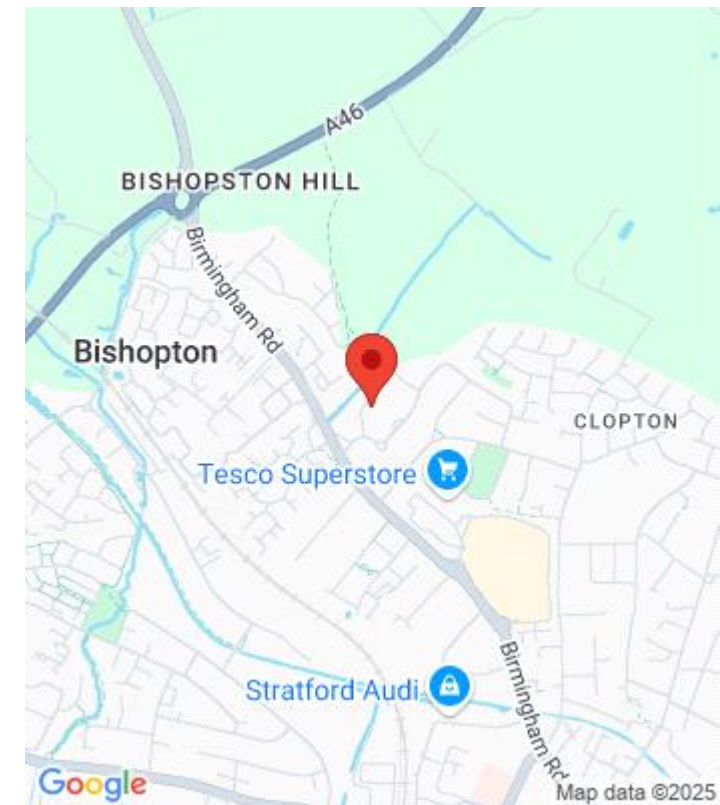 A46
BISHOPSTON HILL
Birmingham Rd
Bishopton
CLOPTON
Tesco Superstore
Stratford Audi
Birmingham Rd
Google
Map data ©2025